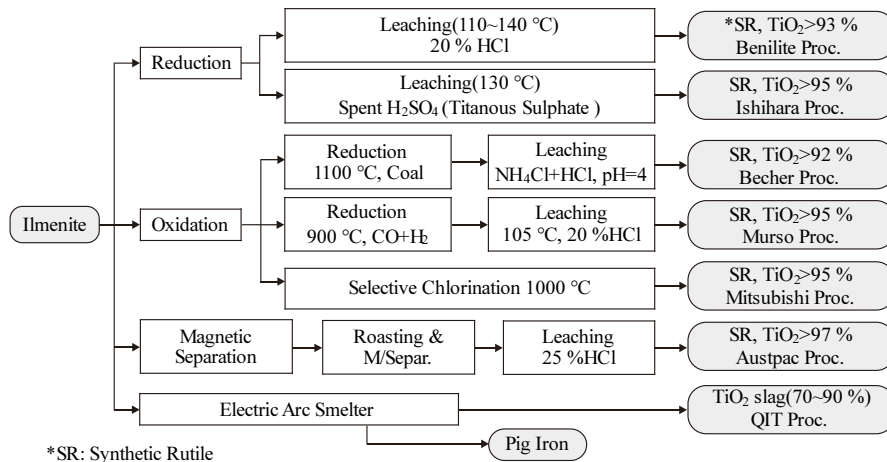 Ilmenite
Reduction
Leaching(110~140 ℃)
20 % HCl
*SR, TiO₂>93 %
Benilite Proc.
Leaching(130 ℃)
Spent H₂SO₄ (Titanous Sulphate )
SR, TiO₂>95 %
Ishihara Proc.
Oxidation
Reduction
1100 ℃, Coal
Leaching
NH₄Cl+HCl, pH=4
SR, TiO₂>92 %
Becher Proc.
Reduction
900 ℃, CO+H₂
Leaching
105 ℃, 20 %HCl
SR, TiO₂>95 %
Murso Proc.
Selective Chlorination 1000 ℃
SR, TiO₂>95 %
Mitsubishi Proc.
Magnetic
Separation
Roasting &
M/Separ.
Leaching
25 %HCl
SR, TiO₂>97 %
Austpac Proc.
Electric Arc Smelter
TiO₂ slag(70~90 %)
QIT Proc.
Pig Iron
*SR: Synthetic Rutile